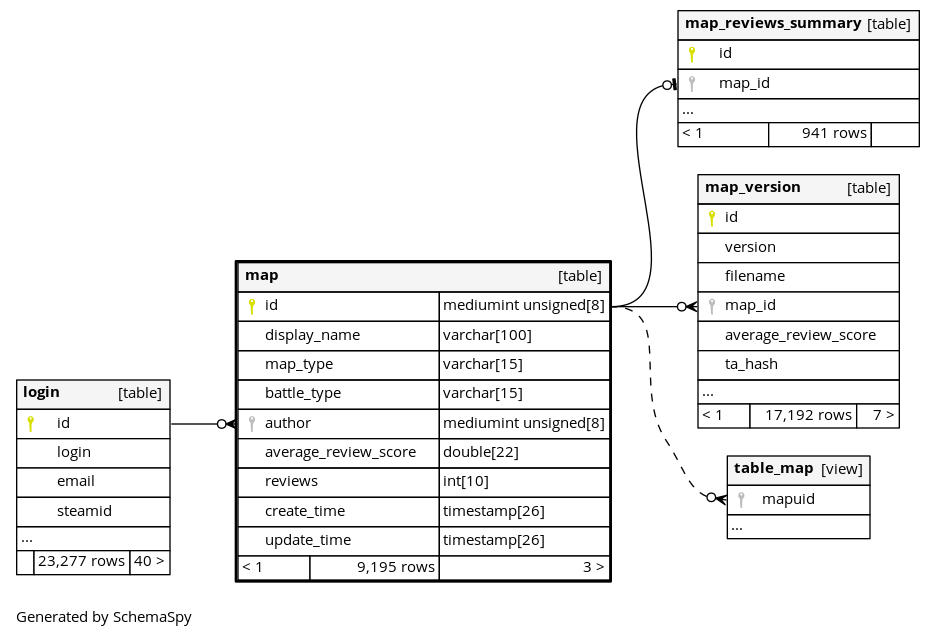 map_reviews_summary [table]
id
map_id
...
< 1 941 rows
map_version [table]
id
version
filename
map_id
average_review_score
ta_hash
...
< 1 17,192 rows 7 >
map [table]
id mediumint unsigned[8]
display_name varchar[100]
map_type varchar[15]
battle_type varchar[15]
author mediumint unsigned[8]
average_review_score double[22]
reviews int[10]
create_time timestamp[26]
update_time timestamp[26]
< 1 9,195 rows 3 >
login [table]
id
login
email
steamid
...
23,277 rows 40 >
table_map [view]
mapuid
...
Generated by SchemaSpy